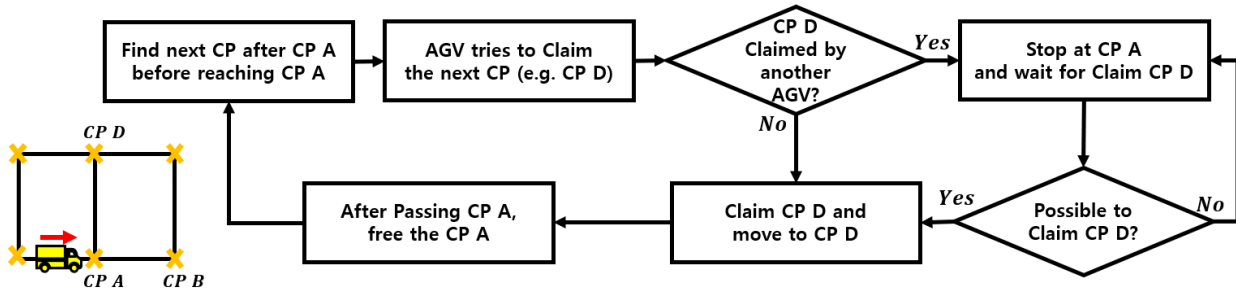 Find next CP after CP A
before reaching CP A
AGV tries to Claim
the next CP (e.g. CP D)
CP D
Claimed by
another
AGV?
Yes
Stop at CP A
and wait for Claim CP D
No
CP D
After Passing CP A,
free the CP A
Claim CP D and
move to CP D
Yes
Possible to
Claim CP D?
No
CP A
CP B